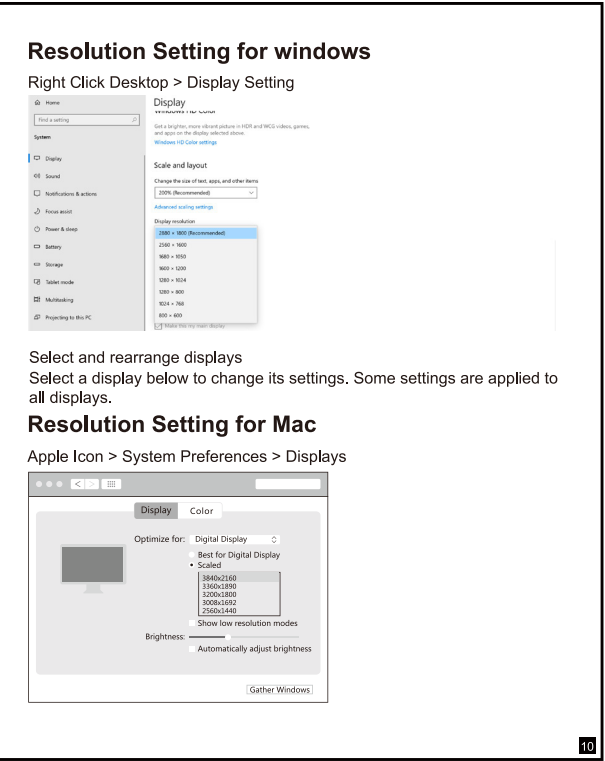 Resolution Setting for windows
Right Click Desktop > Display Setting
Home
Find a setting
System
Display
Sound
Notifications & actions
Focus assist
Power & sleep
Battery
Storage
Tablet mode
Multitasking
Projecting to this PC
Display
Windows HD Color
Get a brighter, more vibrant picture in HDR and WCG videos, games,
and apps on the display selected above.
Windows HD Color settings
Scale and layout
Change the size of text, apps, and other items
200% (Recommended)
Advanced scaling settings
Display resolution
2880 × 1800 (Recommended)
2560 × 1600
1680 × 1050
1600 × 1200
1280 × 1024
1280 × 800
1024 × 768
800 × 600
Make this my main display
Select and rearrange displays
Select a display below to change its settings. Some settings are applied to
all displays.
Resolution Setting for Mac
Apple Icon > System Preferences > Displays
Display Color
Optimize for: Digital Display
Best for Digital Display
Scaled
3840x2160
3360x1890
3200x1800
3008x1692
2560x1440
Show low resolution modes
Brightness:
Automatically adjust brightness
Gather Windows
10